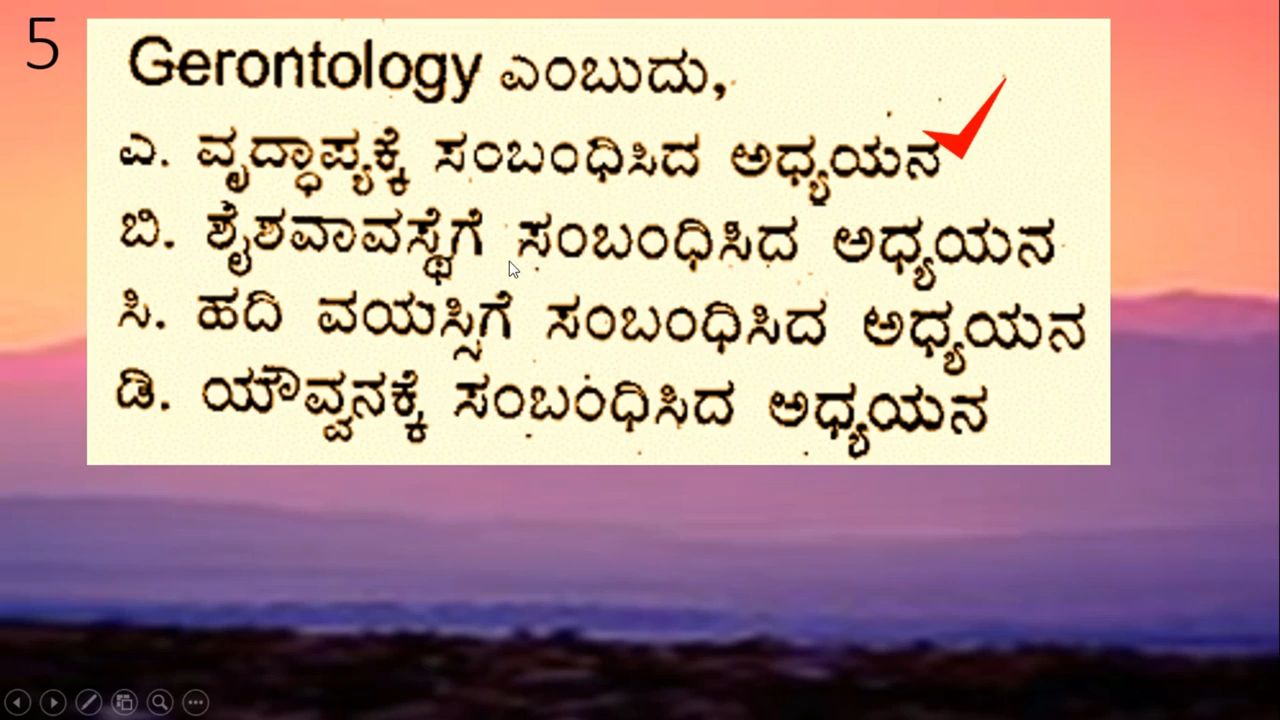 5
Gerontology ಎಂಬುದು,
ಎ. ವೃದ್ಧಾಪ್ಯಕ್ಕೆ ಸಂಬಂಧಿಸಿದ ಅಧ್ಯಯನ
ಬಿ. ಶೈಶವಾವಸ್ಥೆಗೆ ಸಂಬಂಧಿಸಿದ ಅಧ್ಯಯನ
ಸಿ. ಹದಿ ವಯಸ್ಸಿಗೆ ಸಂಬಂಧಿಸಿದ ಅಧ್ಯಯನ
ಡಿ. ಯೌವ್ವನಕ್ಕೆ ಸಂಬಂಧಿಸಿದ ಅಧ್ಯಯನ